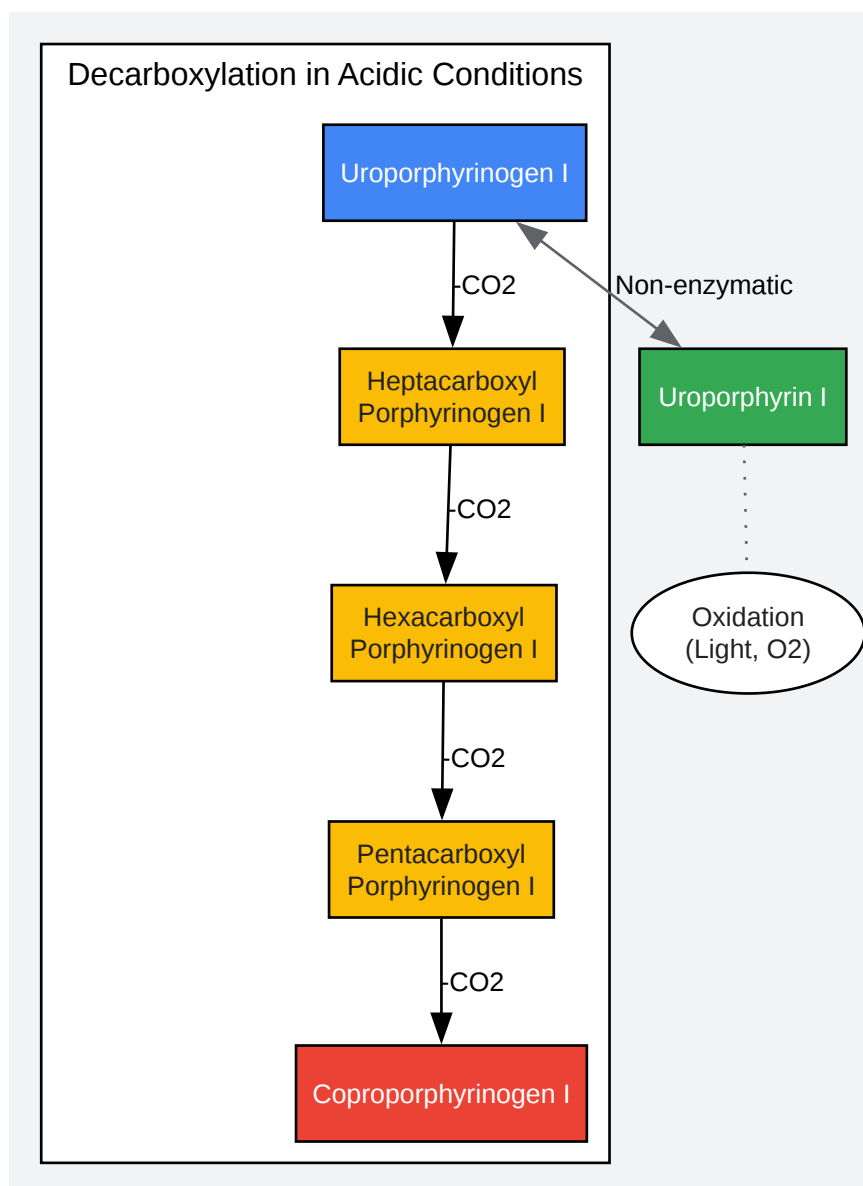 Decarboxylation in Acidic Conditions
Uroporphyrinogen I
-CO2
Non-enzymatic
Heptacarboxyl
Porphyrinogen I
Uroporphyrin I
-CO2
Hexacarboxyl
Porphyrinogen I
Oxidation
(Light, O2)
-CO2
Pentacarboxyl
Porphyrinogen I
-CO2
Coproporphyrinogen I